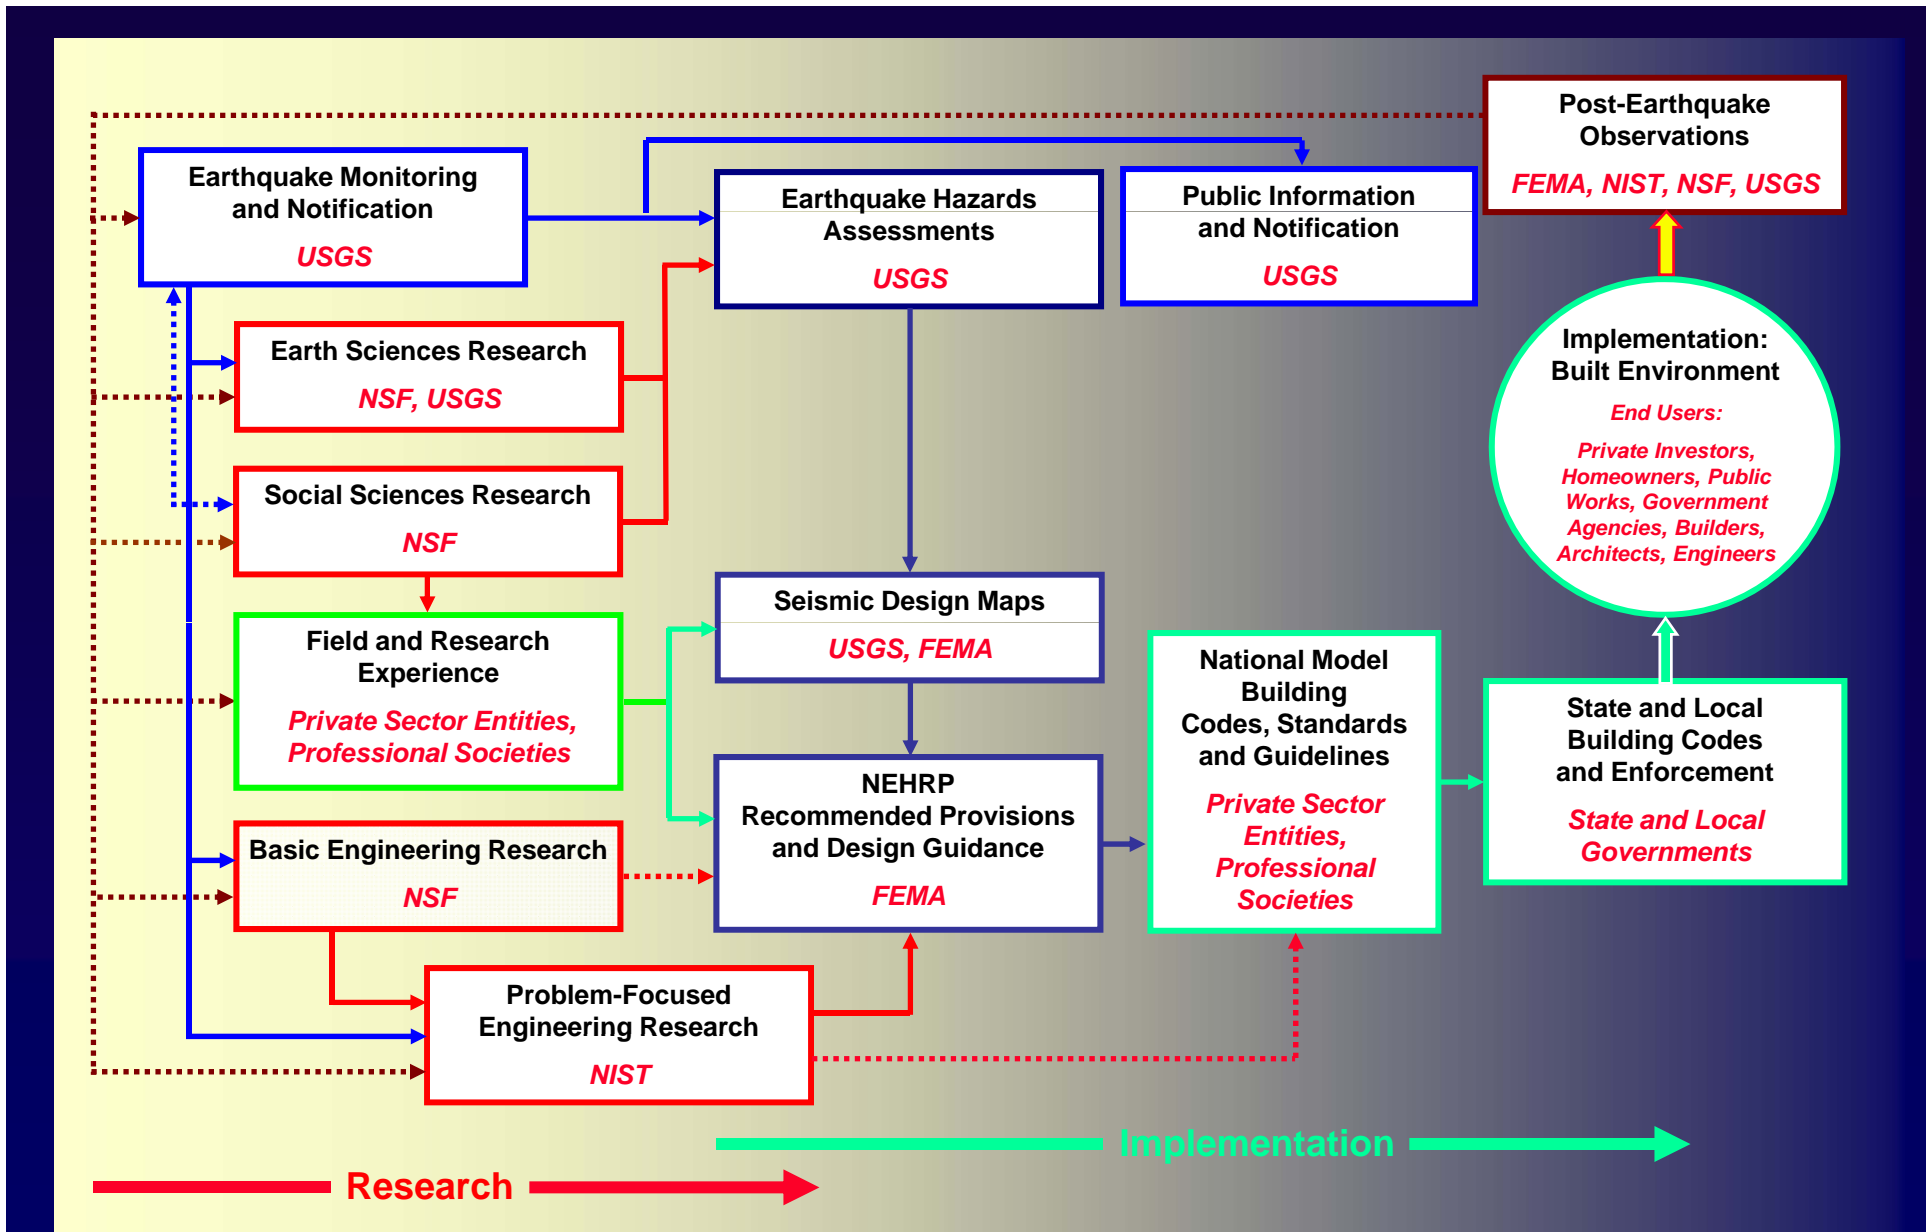 Post-Earthquake
Observations
FEMA, NIST, NSF, USGS
Earthquake Monitoring
and Notification
USGS
Earthquake Hazards
Assessments
USGS
Public Information
and Notification
USGS
Earth Sciences Research
NSF, USGS
Implementation:
Built Environment
End Users:
Private Investors,
Homeowners, Public
Works, Government
Agencies, Builders,
Architects, Engineers
Social Sciences Research
NSF
Seismic Design Maps
USGS, FEMA
Field and Research
Experience
Private Sector Entities,
Professional Societies
National Model
Building
Codes, Standards
and Guidelines
Private Sector
Entities,
Professional
Societies
State and Local
Building Codes
and Enforcement
State and Local
Governments
NEHRP
Recommended Provisions
and Design Guidance
FEMA
Basic Engineering Research
NSF
Problem-Focused
Engineering Research
NIST
Implementation
Research